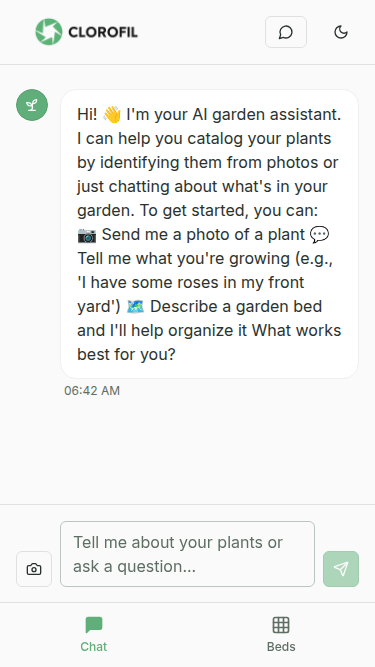 CLOROFIL
Hi! 👋 I'm your AI garden assistant.
I can help you catalog your plants
by identifying them from photos or
just chatting about what's in your
garden. To get started, you can:
📷 Send me a photo of a plant 💬
Tell me what you're growing (e.g.,
'I have some roses in my front
yard') 🗺️ Describe a garden bed
and I'll help organize it What works
best for you?
06:42 AM
Tell me about your plants or
ask a question...
Chat
Beds